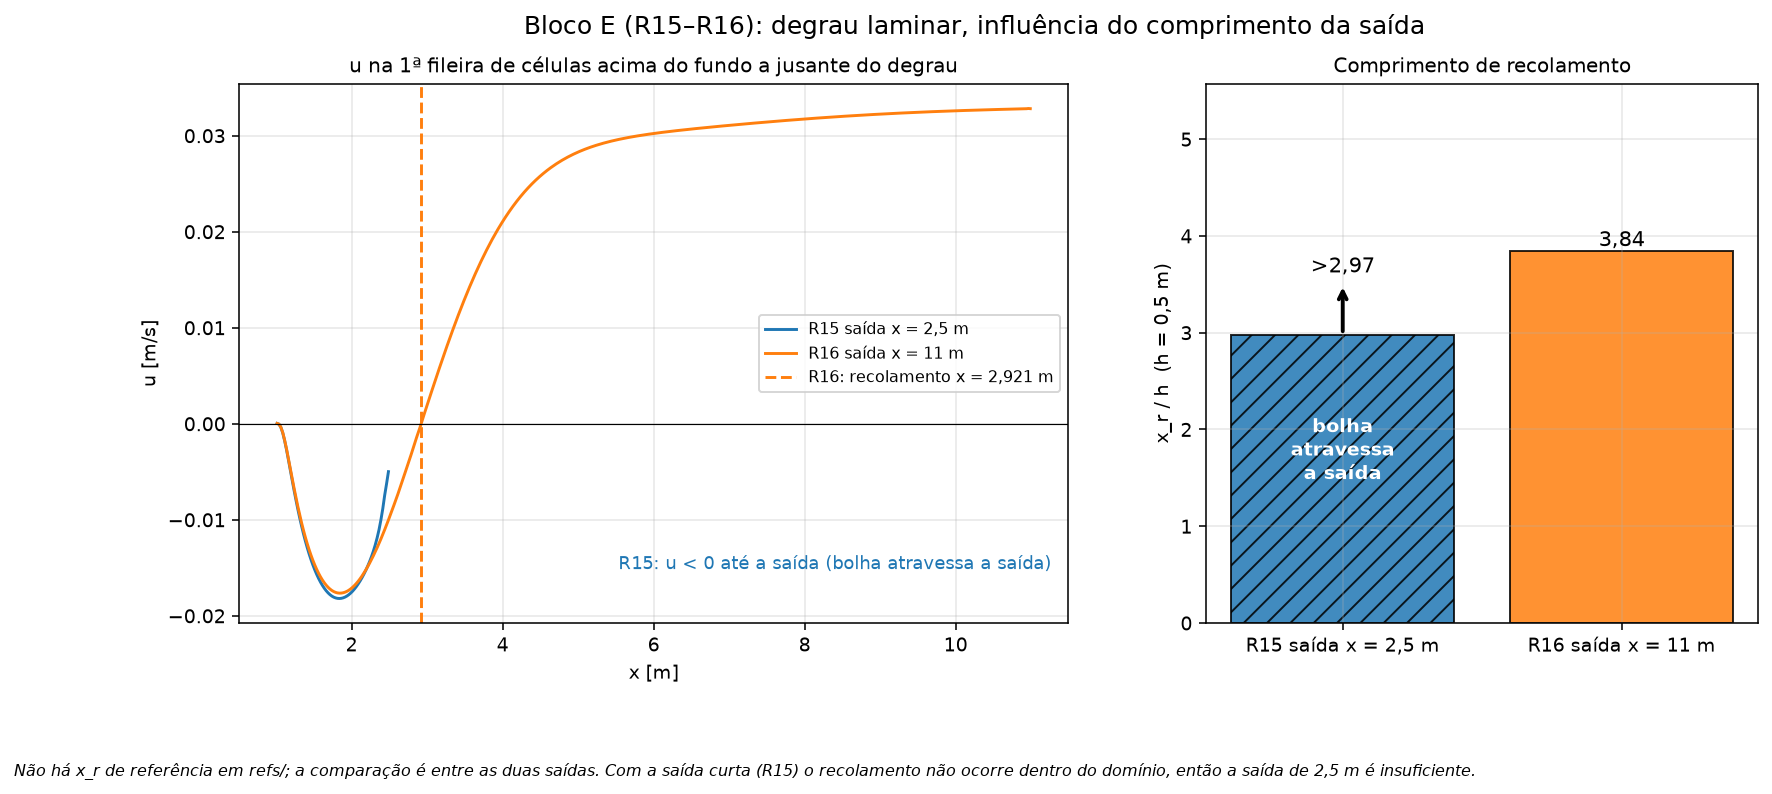 Bloco E (R15–R16): degrau laminar, influência do comprimento da saída
u na 1ª fileira de células acima do fundo a jusante do degrau
u [m/s]
0.03
0.02
0.01
0.00
−0.01
−0.02
R15 saída x = 2,5 m
R16 saída x = 11 m
R16: recolamento x = 2,921 m
R15: u < 0 até a saída (bolha atravessa a saída)
2
4
6
8
10
x [m]
Comprimento de recolamento
x_r / h  (h = 0,5 m)
5
4
3
2
1
0
>2,97
3,84
bolha
atravessa
a saída
R15 saída x = 2,5 m
R16 saída x = 11 m
Não há x_r de referência em refs/; a comparação é entre as duas saídas. Com a saída curta (R15) o recolamento não ocorre dentro do domínio, então a saída de 2,5 m é insuficiente.